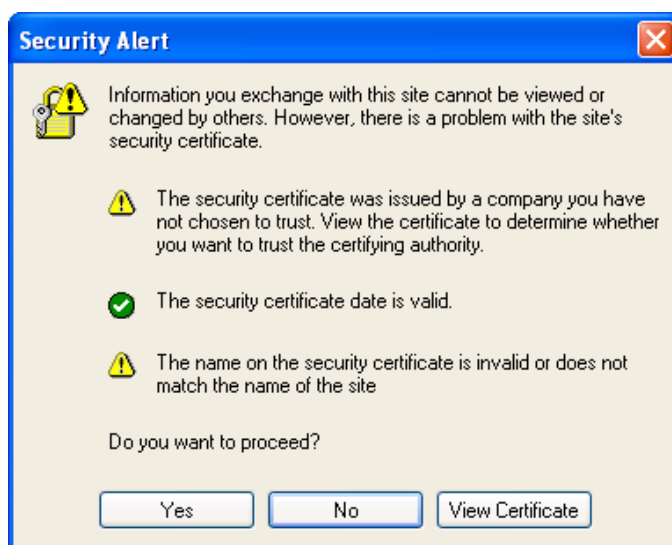 Security Alert
Information you exchange with this site cannot be viewed or
changed by others. However, there is a problem with the site's
security certificate.
The security certificate was issued by a company you have
not chosen to trust. View the certificate to determine whether
you want to trust the certifying authority.
The security certificate date is valid.
The name on the security certificate is invalid or does not
match the name of the site
Do you want to proceed?
Yes
No
View Certificate